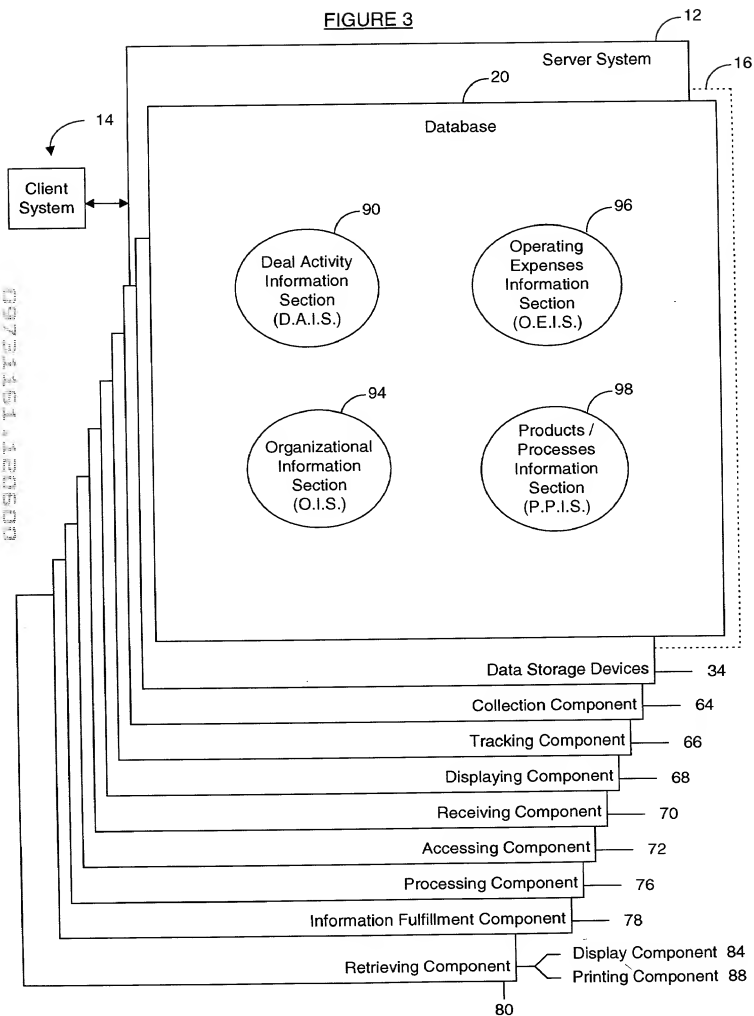 FIGURE 3
12
Server System
16
20
Database
14
Client
System
90
Deal Activity
Information
Section
(D.A.I.S.)
96
Operating
Expenses
Information
Section
(O.E.I.S.)
94
Organizational
Information
Section
(O.I.S.)
98
Products /
Processes
Information
Section
(P.P.I.S.)
Data Storage Devices 34
Collection Component 64
Tracking Component 66
Displaying Component 68
Receiving Component 70
Accessing Component 72
Processing Component 76
Information Fulfillment Component 78
Retrieving Component
Display Component 84
Printing Component 88
80